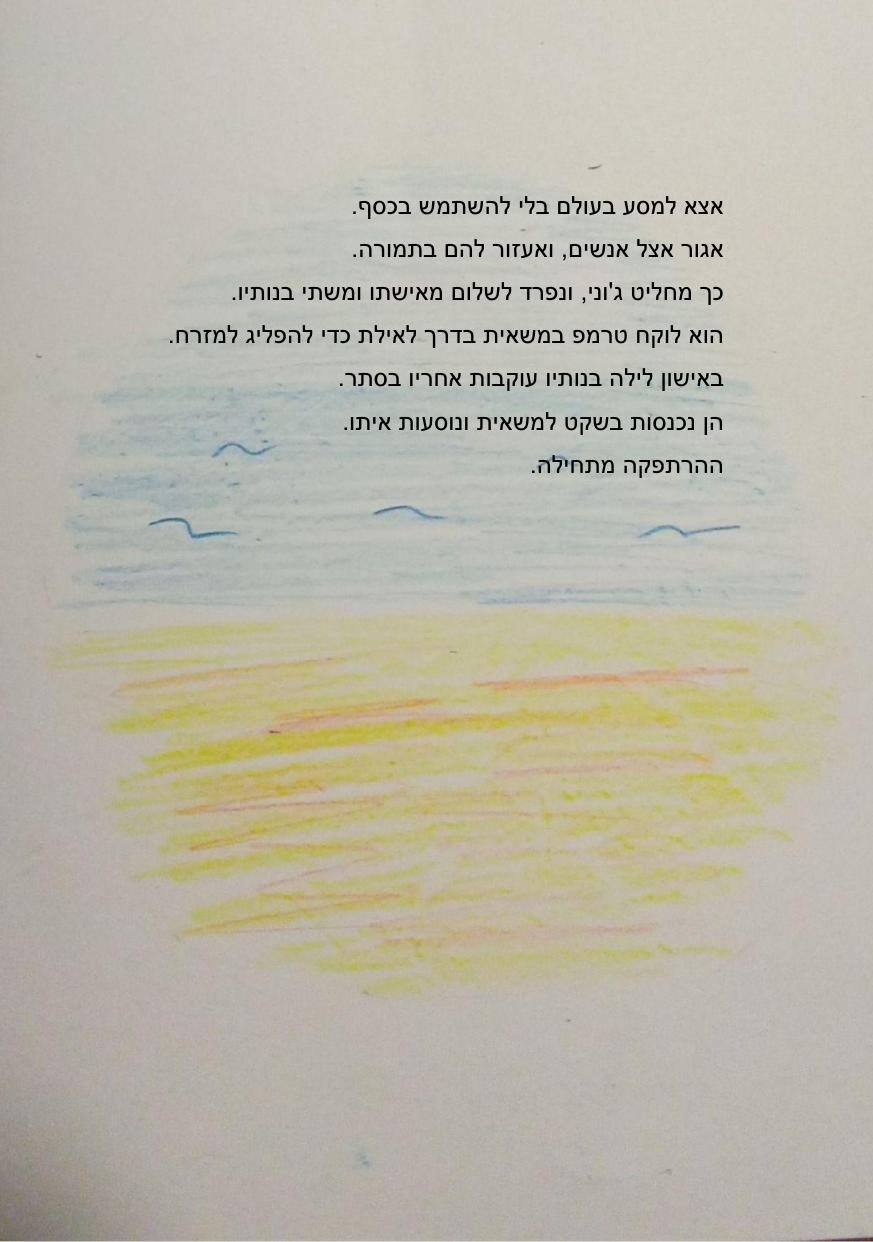 אצא למסע בעולם בלי להשתמש בכסף.
אגור אצל אנשים, ואעזור להם בתמורה.
כך מחליט ג'וני, ונפרד לשלום מאישתו ומשתי בנותיו.
הוא לוקח טרמפ במשאית בדרך לאילת כדי להפליג למזרח.
באישון לילה בנותיו עוקבות אחריו בסתר.
הן נכנסות בשקט למשאית ונוסעות איתו.
ההרתפקה מתחילה.